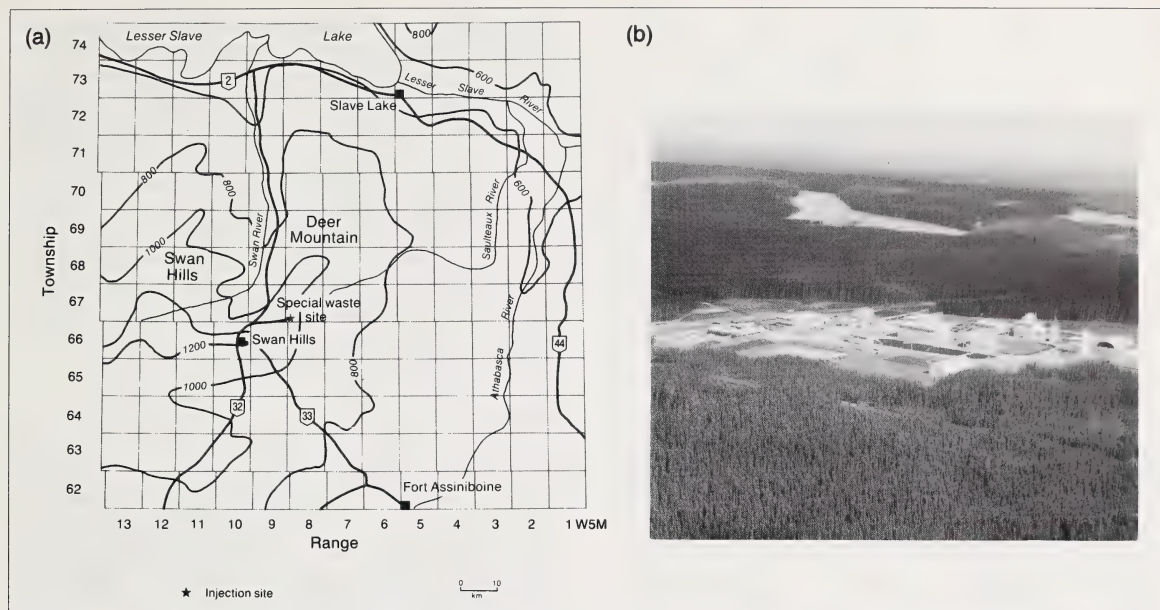 (a)
74
73
72
71
70
69
68
67
66
65
64
63
62
Township
Lesser Slave Lake
800
600
2
Lesser Slave River
Slave Lake
800
800
600
1000
Swan Hills
Swan River
Deer Mountain
Saulteaux River
Special waste site
Swan Hills
1200
1000
800
Athabasca River
44
32
33
Fort Assiniboine
13 12 11 10 9 8 7 6 5 4 3 2 1 W5M
Range
★ Injection site
0 10
km
(b)